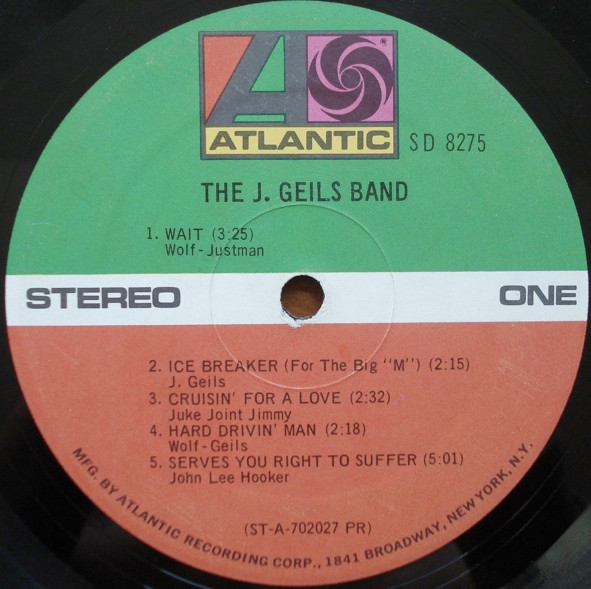 ATLANTIC
SD 8275
THE J. GEILS BAND
1. WAIT (3:25)
Wolf-Justman
STEREO
ONE
2. ICE BREAKER (For The Big "M") (2:15)
J. Geils
3. CRUISIN' FOR A LOVE (2:32)
Juke Joint Jimmy
4. HARD DRIVIN' MAN (2:18)
Wolf-Geils
5. SERVES YOU RIGHT TO SUFFER (5:01)
John Lee Hooker
(ST-A-702027 PR)
MFG. BY ATLANTIC RECORDING CORP., 1841 BROADWAY, NEW YORK, N.Y.